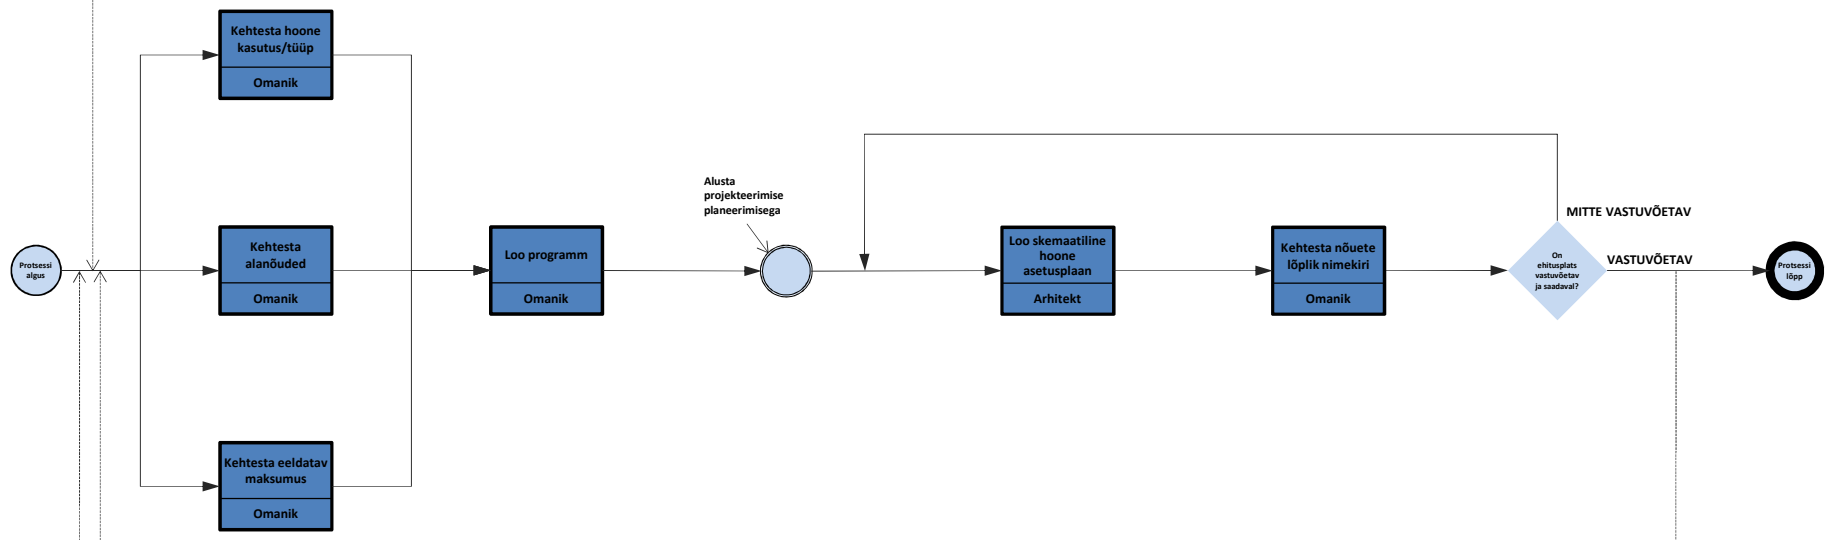 Protsessi
algus
Kehtesta hoone
kasutus/tüüp
Omanik
Kehtesta
alanõuded
Omanik
Kehtesta eeldatav
maksumus
Omanik
Loo programm
Omanik
Alusta
projekteerimise
planeerimisega
Loo skemaatiline
hoone
asetusplaan
Arhitekt
Kehtesta nõuete
lõplik nimekiri
Omanik
On
ehitusplats
vastuvõetav
ja saadaval?
MITTE VASTUVÕETAV
VASTUVÕETAV
Protsessi
lõpp